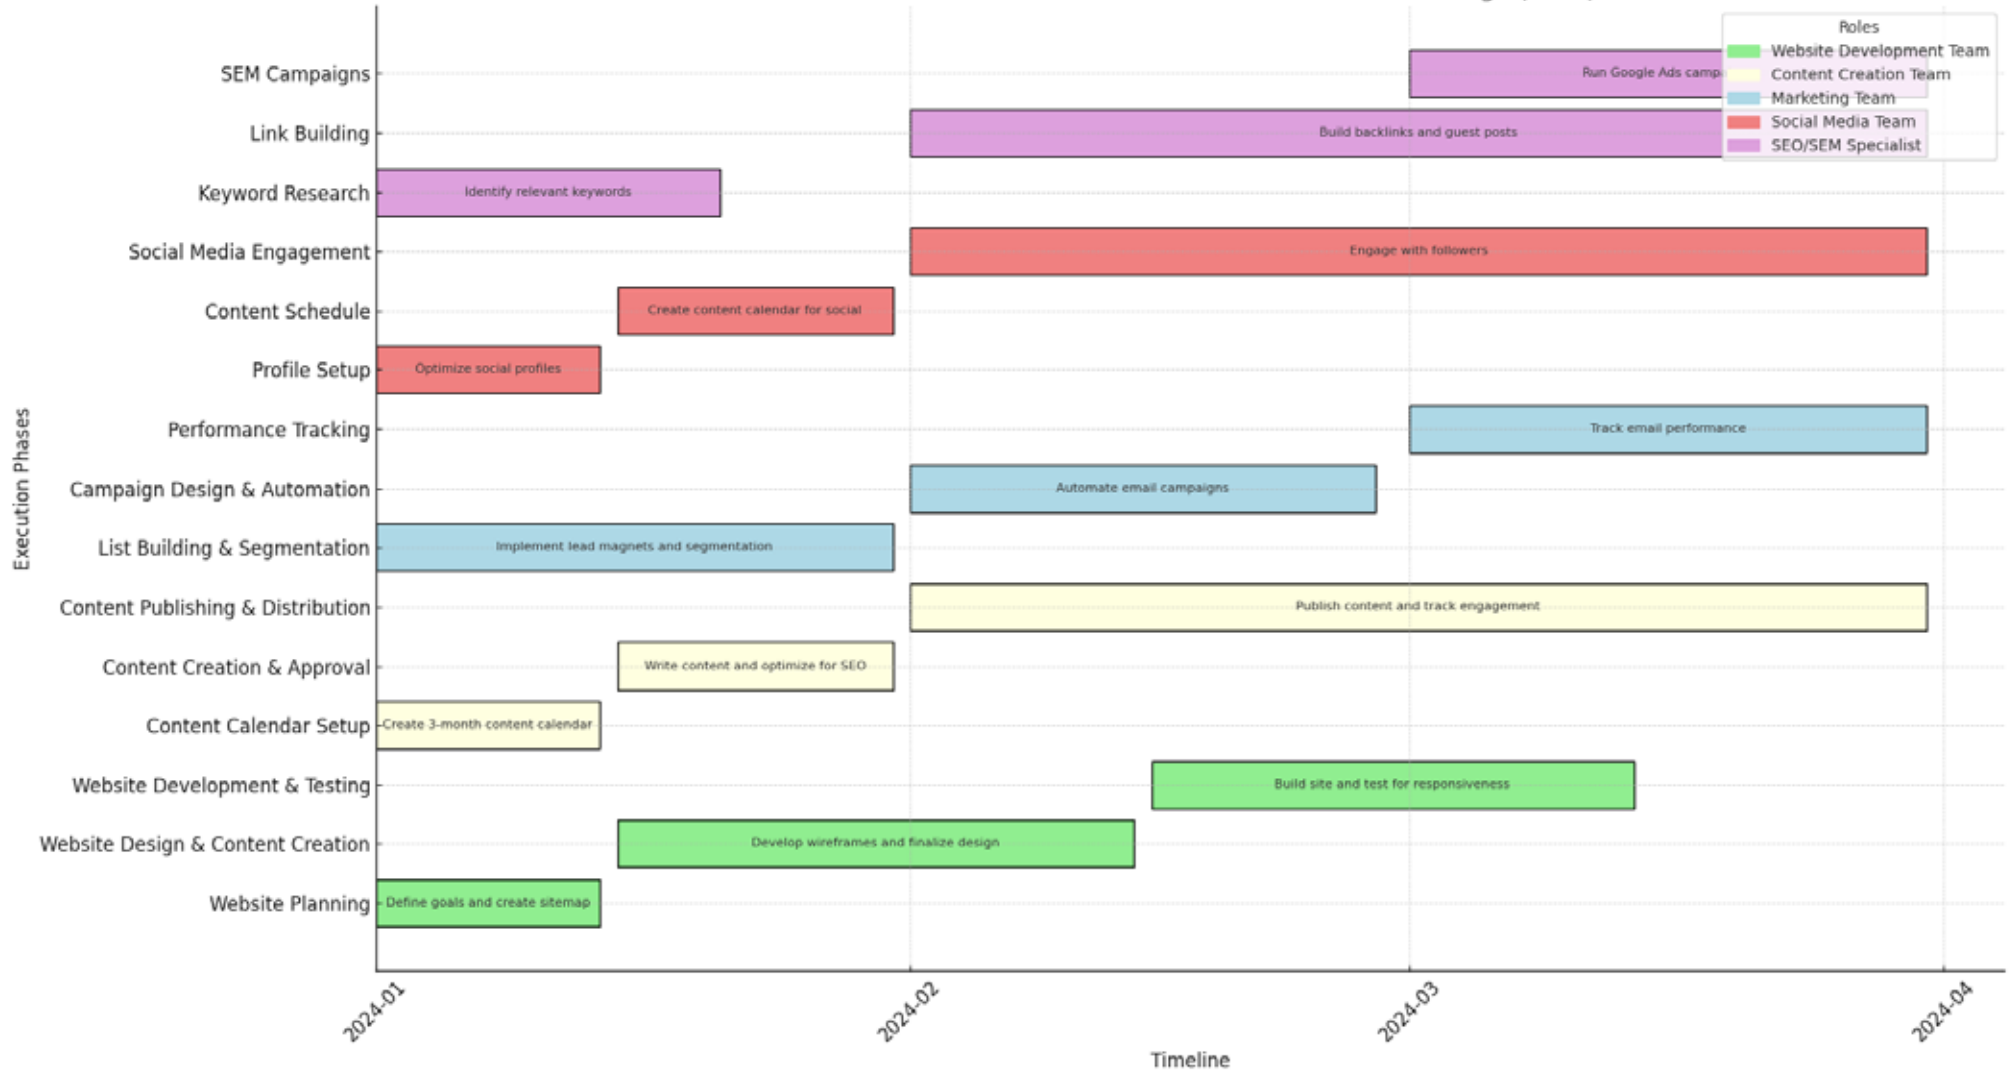 Roles
Website Development Team
Content Creation Team
Marketing Team
Social Media Team
SEO/SEM Specialist
Execution Phases
SEM Campaigns
Run Google Ads camp
Link Building
Build backlinks and guest posts
Keyword Research
Identify relevant keywords
Social Media Engagement
Engage with followers
Content Schedule
Create content calendar for social
Profile Setup
Optimize social profiles
Performance Tracking
Track email performance
Campaign Design & Automation
Automate email campaigns
List Building & Segmentation
Implement lead magnets and segmentation
Content Publishing & Distribution
Publish content and track engagement
Content Creation & Approval
Write content and optimize for SEO
Content Calendar Setup
Create 3-month content calendar
Website Development & Testing
Build site and test for responsiveness
Website Design & Content Creation
Develop wireframes and finalize design
Website Planning
Define goals and create sitemap
2024-01
2024-02
2024-03
2024-04
Timeline